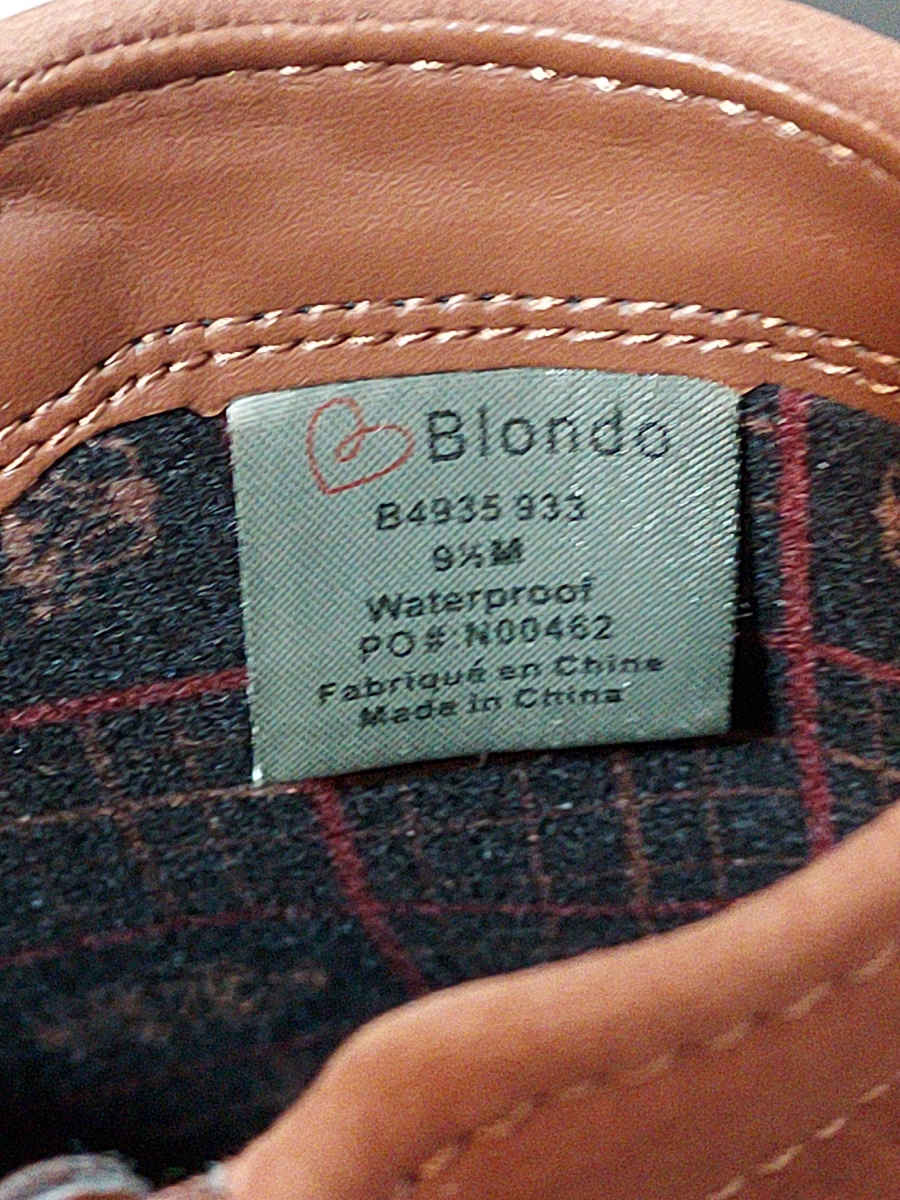 Blondo
B4935 933
9½M
Waterproof
PO#:N00462
Fabriqué en Chine
Made in China